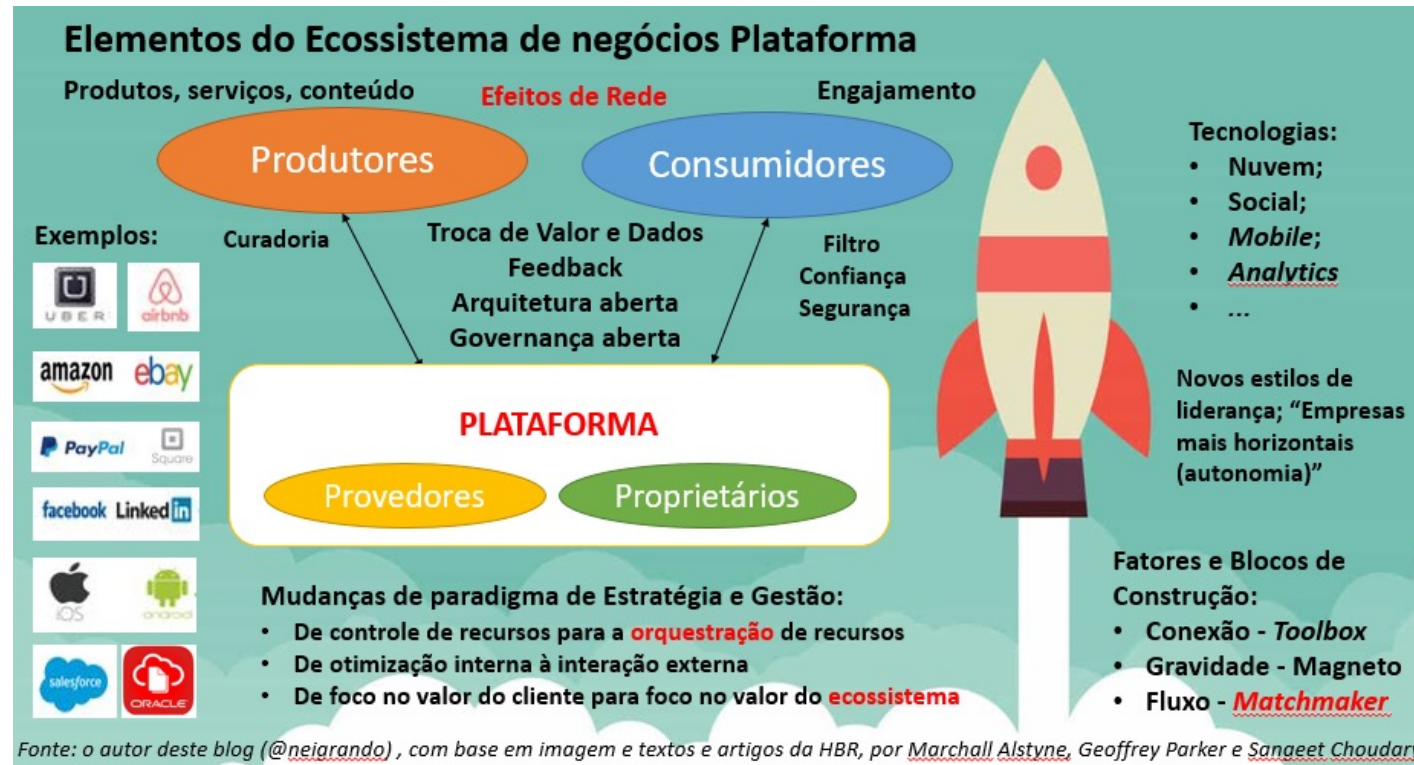 Elementos do Ecossistema de negócios Plataforma
Produtos, serviços, conteúdo
Efeitos de Rede
Engajamento
Produtores
Consumidores
Curadoria
Troca de Valor e Dados
Feedback
Arquitetura aberta
Governança aberta
Filtro
Confiança
Segurança
Exemplos:
UBER
airbnb
amazon
ebay
PayPal
Square
facebook
Linked in
iOS
android
salesforce
ORACLE
PLATAFORMA
Provedores
Proprietários
Mudanças de paradigma de Estratégia e Gestão:
• De controle de recursos para a orquestração de recursos
• De otimização interna à interação externa
• De foco no valor do cliente para foco no valor do ecossistema
Tecnologias:
• Nuvem;
• Social;
• Mobile;
• Analytics
• ...
Novos estilos de
liderança; “Empresas
mais horizontais
(autonomia)”
Fatores e Blocos de
Construção:
• Conexão - Toolbox
• Gravidade - Magneto
• Fluxo - Matchmaker
Fonte: o autor deste blog (@neigrando) , com base em imagem e textos e artigos da HBR, por Marchall Alstyne, Geoffrey Parker e Sangeet Choudary